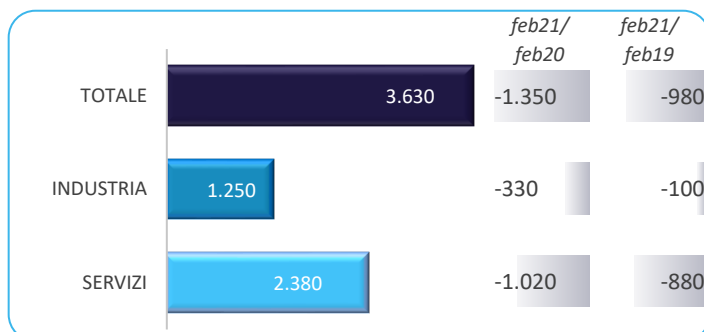 feb21/ feb21/
feb20 feb19
TOTALE 3.630 -1.350 -980
INDUSTRIA 1.250 -330 -100
SERVIZI 2.380 -1.020 -880